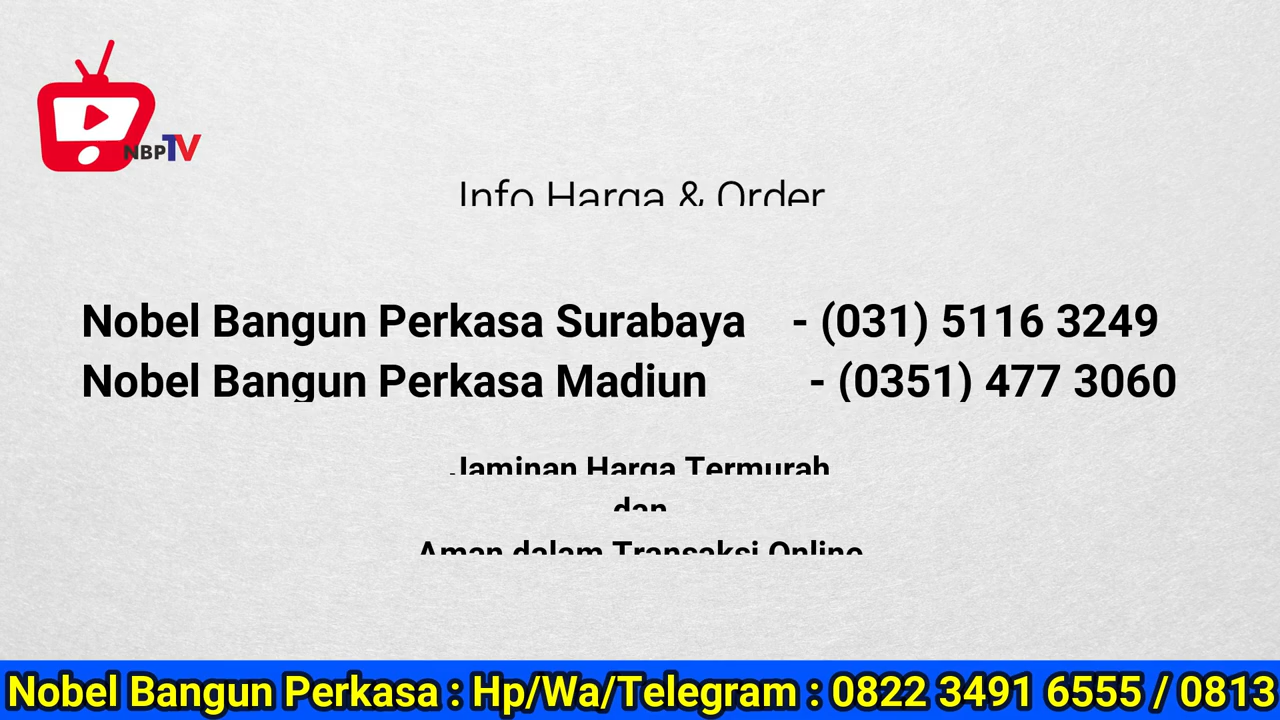 NBPTV
Info Harga & Order
Nobel Bangun Perkasa Surabaya - (031) 5116 3249
Nobel Bangun Perkasa Madiun - (0351) 477 3060
Jaminan Harga Termurah
dan
Aman dalam Transaksi Online
Nobel Bangun Perkasa : Hp/Wa/Telegram : 0822 3491 6555 / 0813